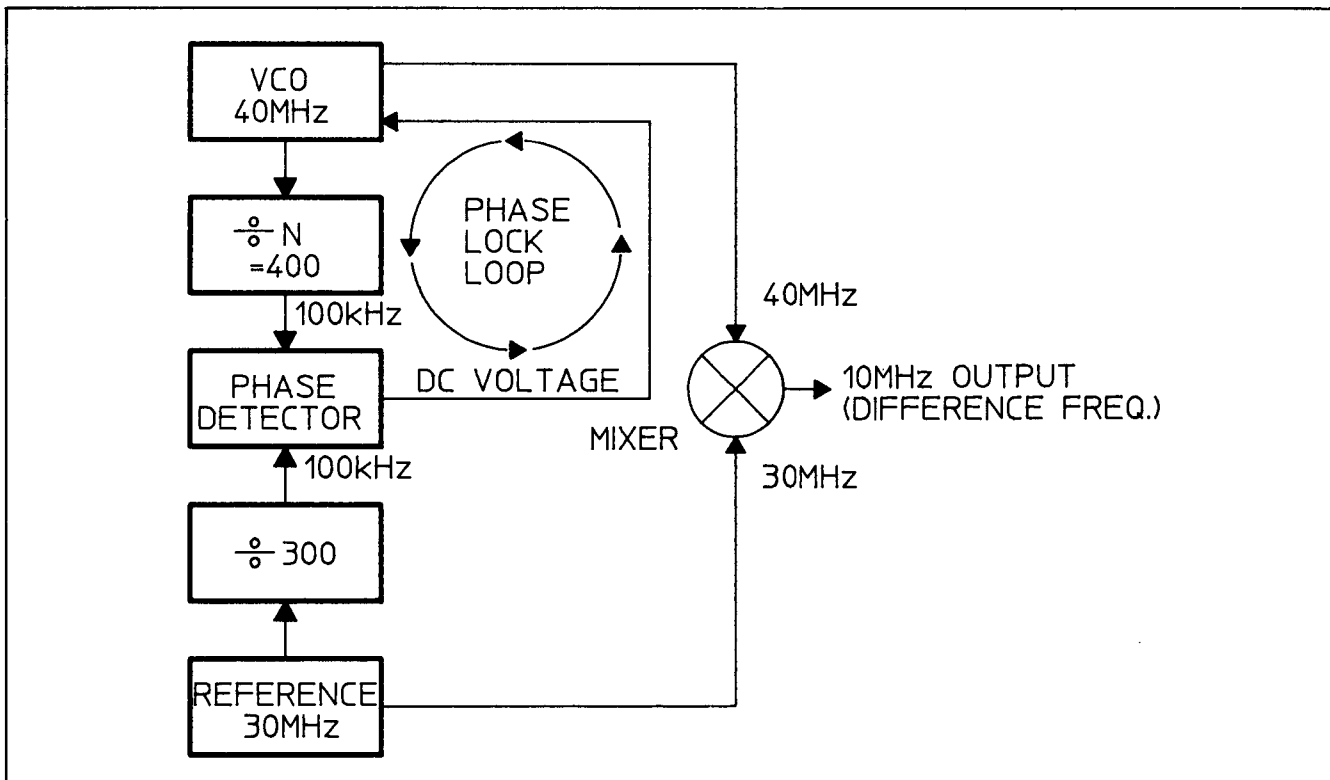 VCO
40MHz
÷ N
=400
100kHz
PHASE
LOCK
LOOP
40MHz
PHASE
DETECTOR
DC VOLTAGE
10MHz OUTPUT
(DIFFERENCE FREQ.)
MIXER
100kHz
30MHz
÷ 300
REFERENCE
30MHz